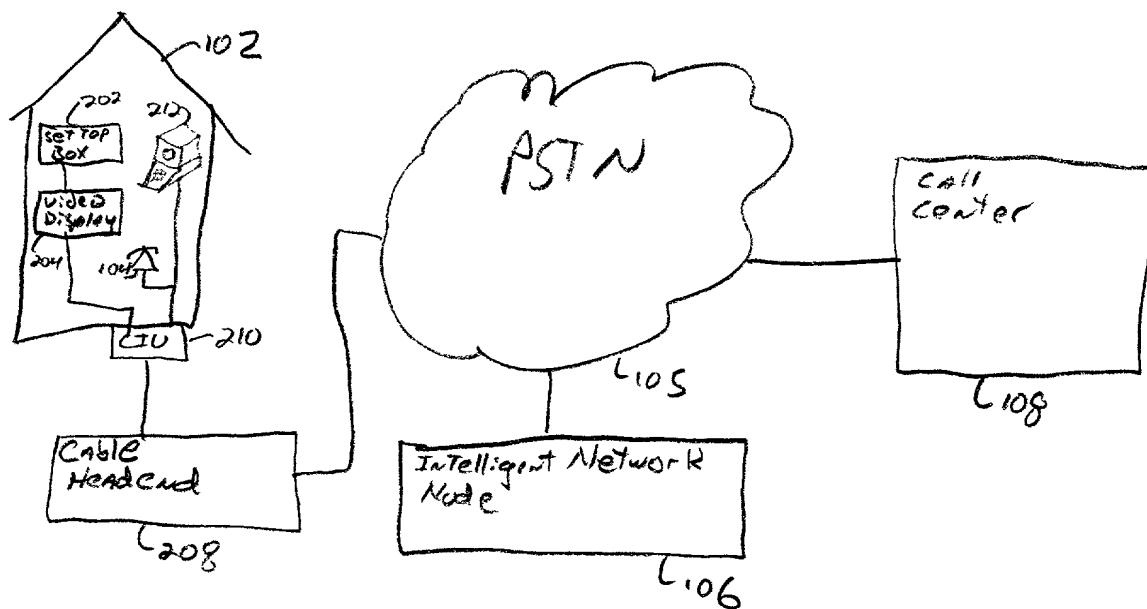 102
202
212
Set Top
Box
Video
Display
204
104
CIU
210
PSTN
105
Call
Center
108
Cable
Headend
208
Intelligent Network
Node
106